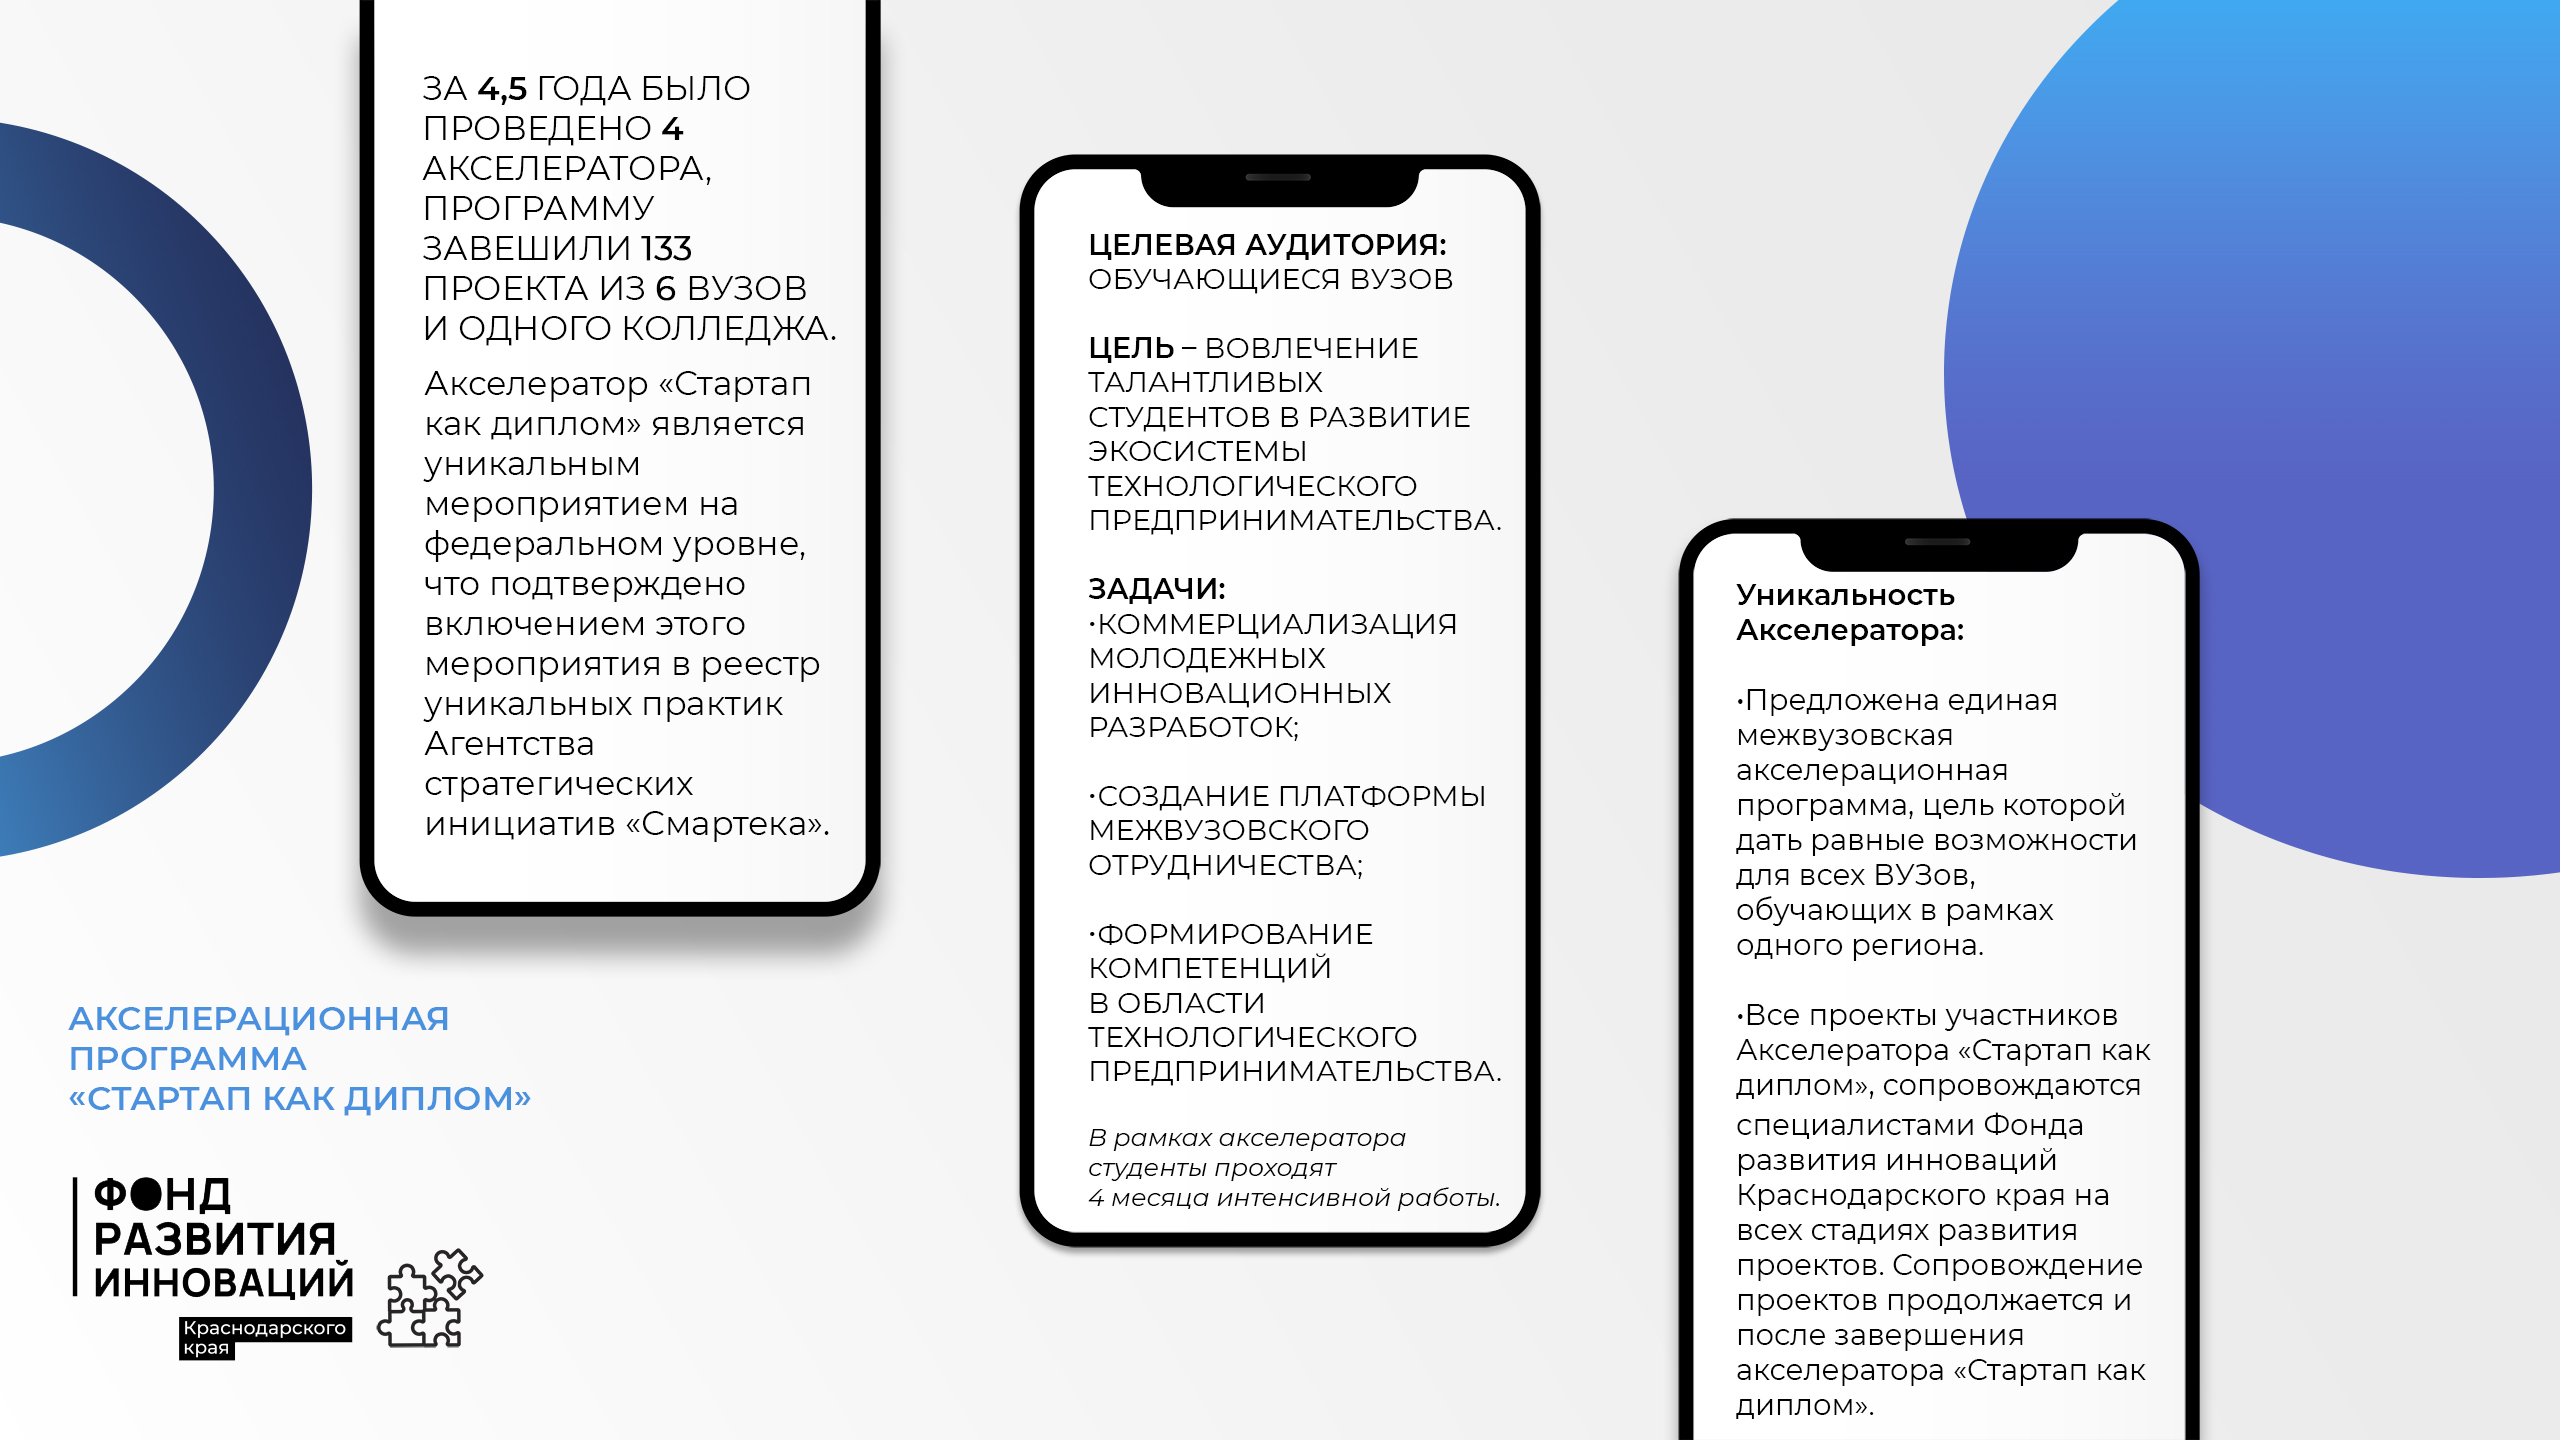 ЗА 4,5 ГОДА БЫЛО
ПРОВЕДЕНО 4
АКСЕЛЕРАТОРА,
ПРОГРАММУ
ЗАВЕШИЛИ 133
ПРОЕКТА ИЗ 6 ВУЗОВ
И ОДНОГО КОЛЛЕДЖА.
Акселератор «Стартап
как диплом» является
уникальным
мероприятием на
федеральном уровне,
что подтверждено
включением этого
мероприятия в реестр
уникальных практик
Агентства
стратегических
инициатив «Смартека».
АКСЕЛЕРАЦИОННАЯ
ПРОГРАММА
«СТАРТАП КАК ДИПЛОМ»
ФОНД
РАЗВИТИЯ
ИННОВАЦИЙ
Краснодарского
края
ЦЕЛЕВАЯ АУДИТОРИЯ:
ОБУЧАЮЩИЕСЯ ВУЗОВ
ЦЕЛЬ – ВОВЛЕЧЕНИЕ
ТАЛАНТЛИВЫХ
СТУДЕНТОВ В РАЗВИТИЕ
ЭКОСИСТЕМЫ
ТЕХНОЛОГИЧЕСКОГО
ПРЕДПРИНИМАТЕЛЬСТВА.
ЗАДАЧИ:
·КОММЕРЦИАЛИЗАЦИЯ
МОЛОДЕЖНЫХ
ИННОВАЦИОННЫХ
РАЗРАБОТОК;
·СОЗДАНИЕ ПЛАТФОРМЫ
МЕЖВУЗОВСКОГО
ОТРУДНИЧЕСТВА;
·ФОРМИРОВАНИЕ
КОМПЕТЕНЦИЙ
В ОБЛАСТИ
ТЕХНОЛОГИЧЕСКОГО
ПРЕДПРИНИМАТЕЛЬСТВА.
В рамках акселератора
студенты проходят
4 месяца интенсивной работы.
Уникальность
Акселератора:
·Предложена единая
межвузовская
акселерационная
программа, цель которой
дать равные возможности
для всех ВУЗов,
обучающих в рамках
одного региона.
·Все проекты участников
Акселератора «Стартап как
диплом», сопровождаются
специалистами Фонда
развития инноваций
Краснодарского края на
всех стадиях развития
проектов. Сопровождение
проектов продолжается и
после завершения
акселератора «Стартап как
диплом».